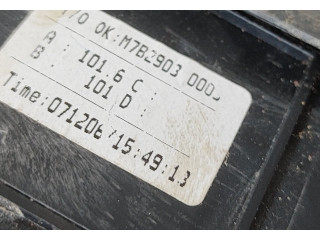 I/O OK:M7B2903 000
A : 101.6 C :
B : 101 D :
Time:071206/15:49:13